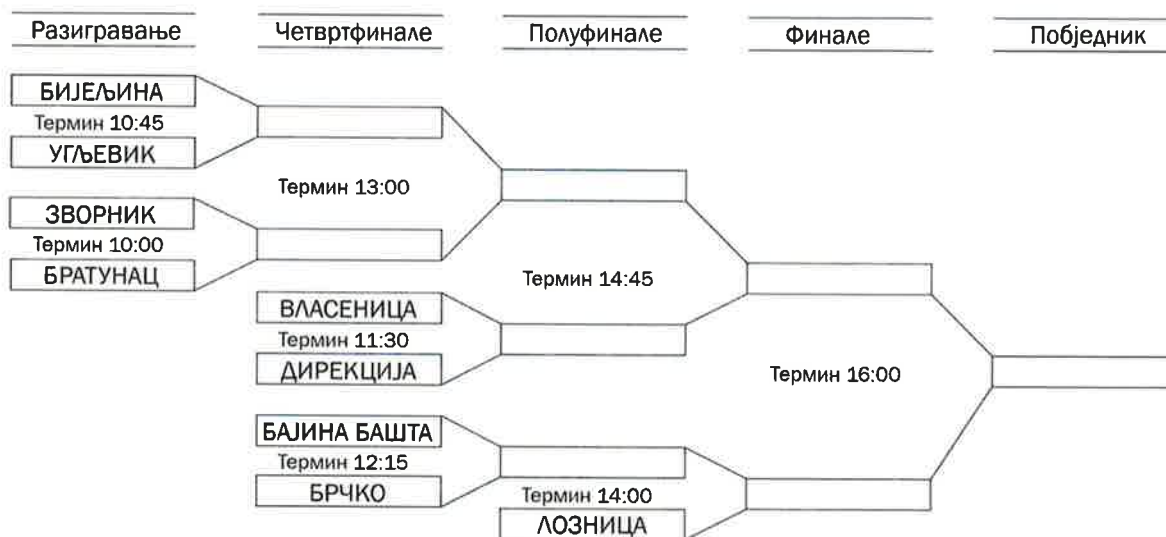 Разигравање
Четвртфинале
Полуфинале
Финале
Побједник
БИЈЕЉИНА
Термин 10:45
УГЉЕВИК
ЗВОРНИК
Термин 10:00
БРАТУНАЦ
Термин 13:00
ВЛАСЕНИЦА
Термин 11:30
ДИРЕКЦИЈА
БАЈИНА БАШТА
Термин 12:15
БРЧКО
Термин 14:45
Термин 14:00
ЛОЗНИЦА
Термин 16:00